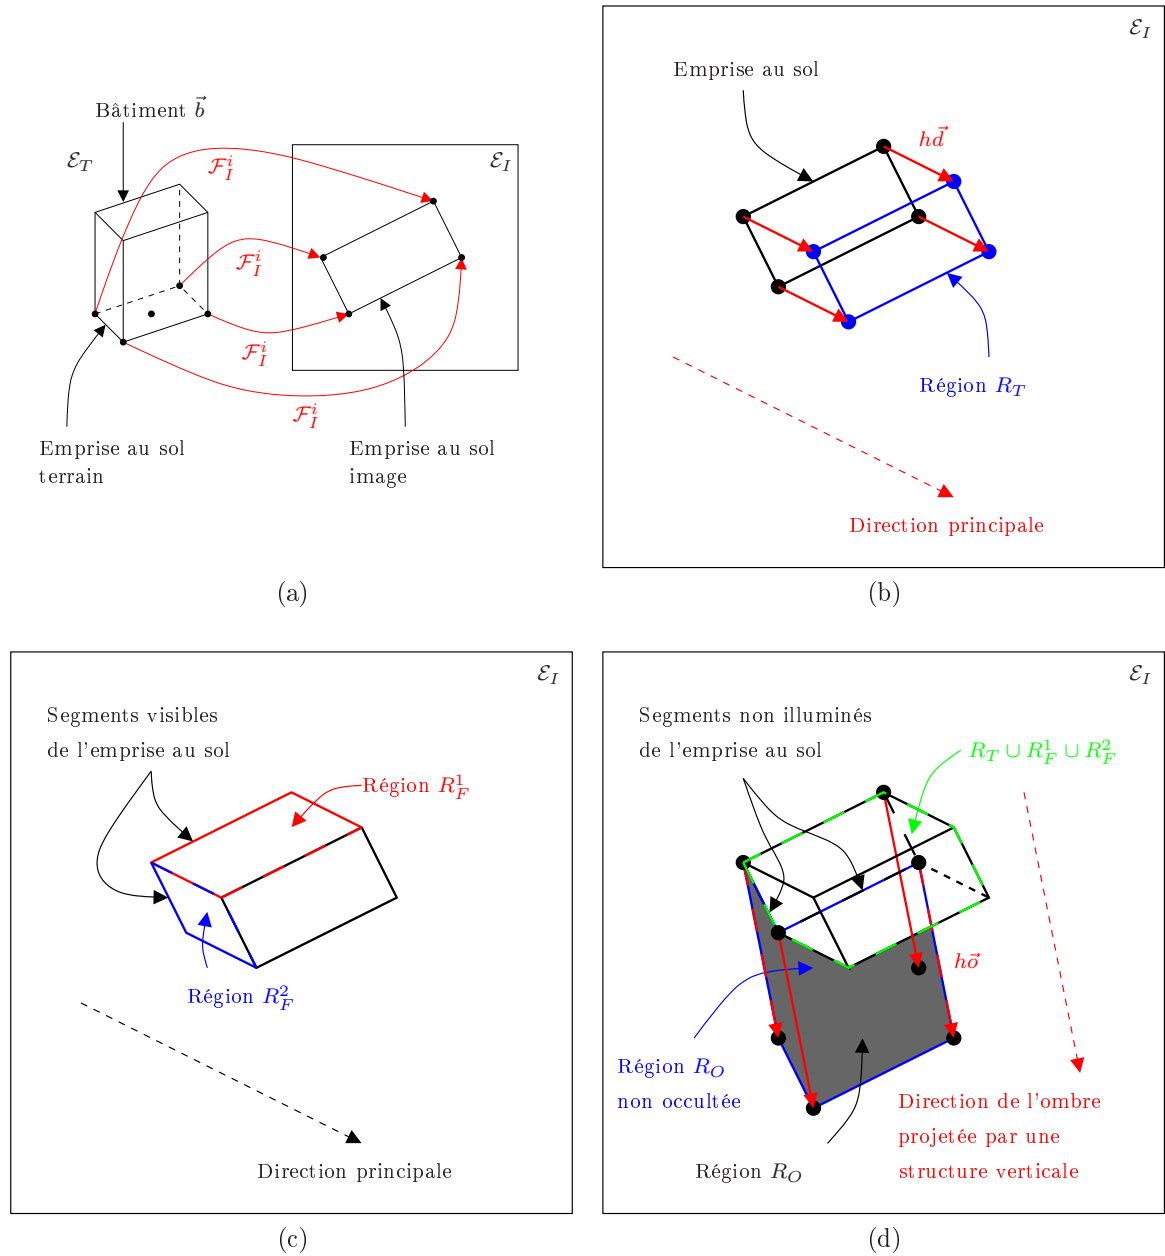 Bâtiment $\vec{b}$
$\mathcal{E}_T$
$\mathcal{F}_I^i$
$\mathcal{E}_I$
$\mathcal{F}_I^i$
$\mathcal{F}_I^i$
$\mathcal{F}_I^i$
Emprise au sol
terrain
Emprise au sol
image
(a)
$\mathcal{E}_I$
Emprise au sol
$h\vec{d}$
Région $R_T$
Direction principale
(b)
$\mathcal{E}_I$
Segments visibles
de l'emprise au sol
Région $R_F^1$
Région $R_F^2$
Direction principale
(c)
$\mathcal{E}_I$
Segments non illuminés
de l'emprise au sol
$R_T \cup R_F^1 \cup R_F^2$
$h\vec{o}$
Région $R_O$
non occultée
Direction de l'ombre
projetée par une
structure verticale
Région $R_O$
(d)